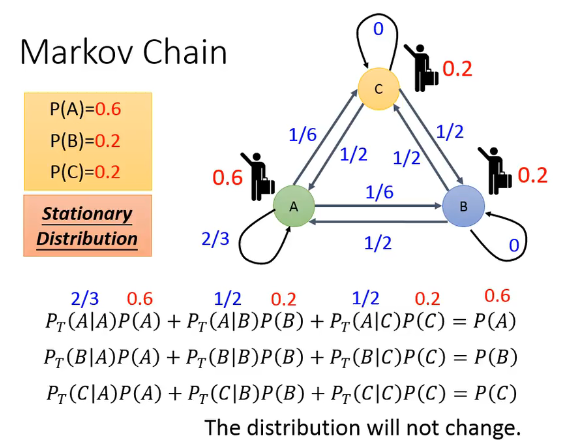 Markov Chain
P(A)=0.6
P(B)=0.2
P(C)=0.2
Stationary
Distribution
0
C
0.2
1/6
1/2
1/2
1/2
0.6
A
1/6
B
0.2
2/3
1/2
0
2/3 0.6 1/2 0.2 1/2 0.2 0.6
P_T(A|A)P(A) + P_T(A|B)P(B) + P_T(A|C)P(C) = P(A)
P_T(B|A)P(A) + P_T(B|B)P(B) + P_T(B|C)P(C) = P(B)
P_T(C|A)P(A) + P_T(C|B)P(B) + P_T(C|C)P(C) = P(C)
The distribution will not change.